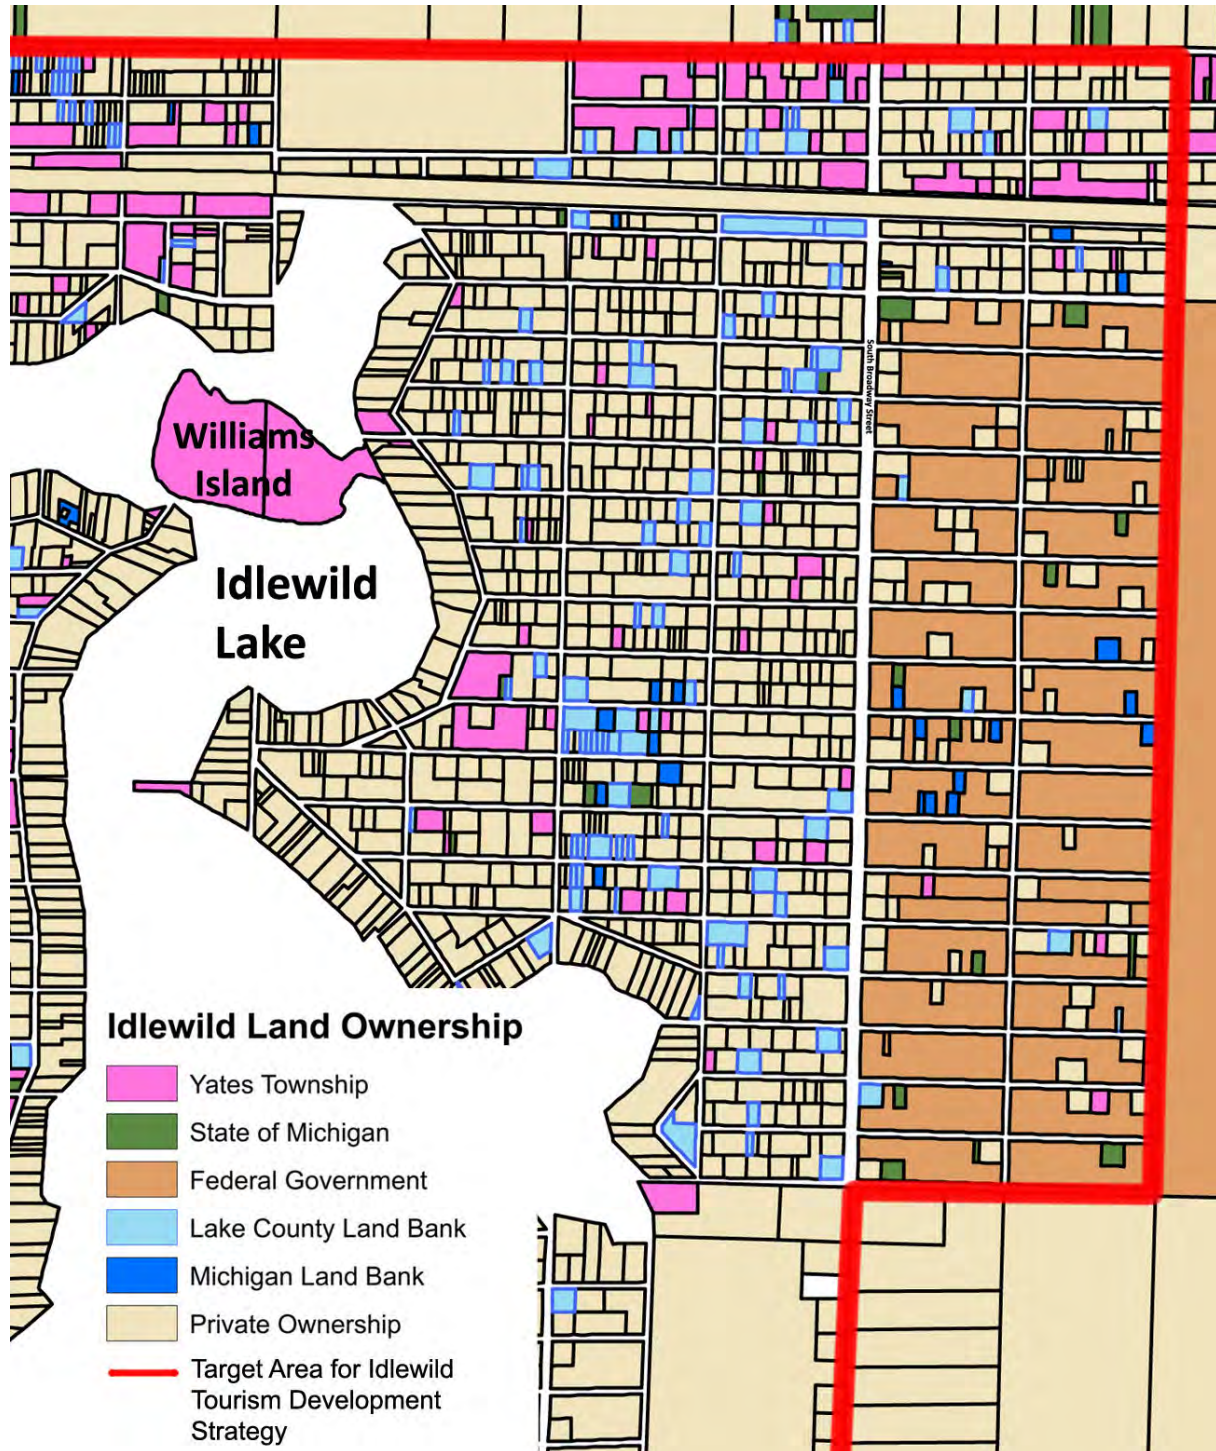 South Broadway Street
Williams
Island
Idlewild
Lake
Idlewild Land Ownership
Yates Township
State of Michigan
Federal Government
Lake County Land Bank
Michigan Land Bank
Private Ownership
Target Area for Idlewild
Tourism Development
Strategy